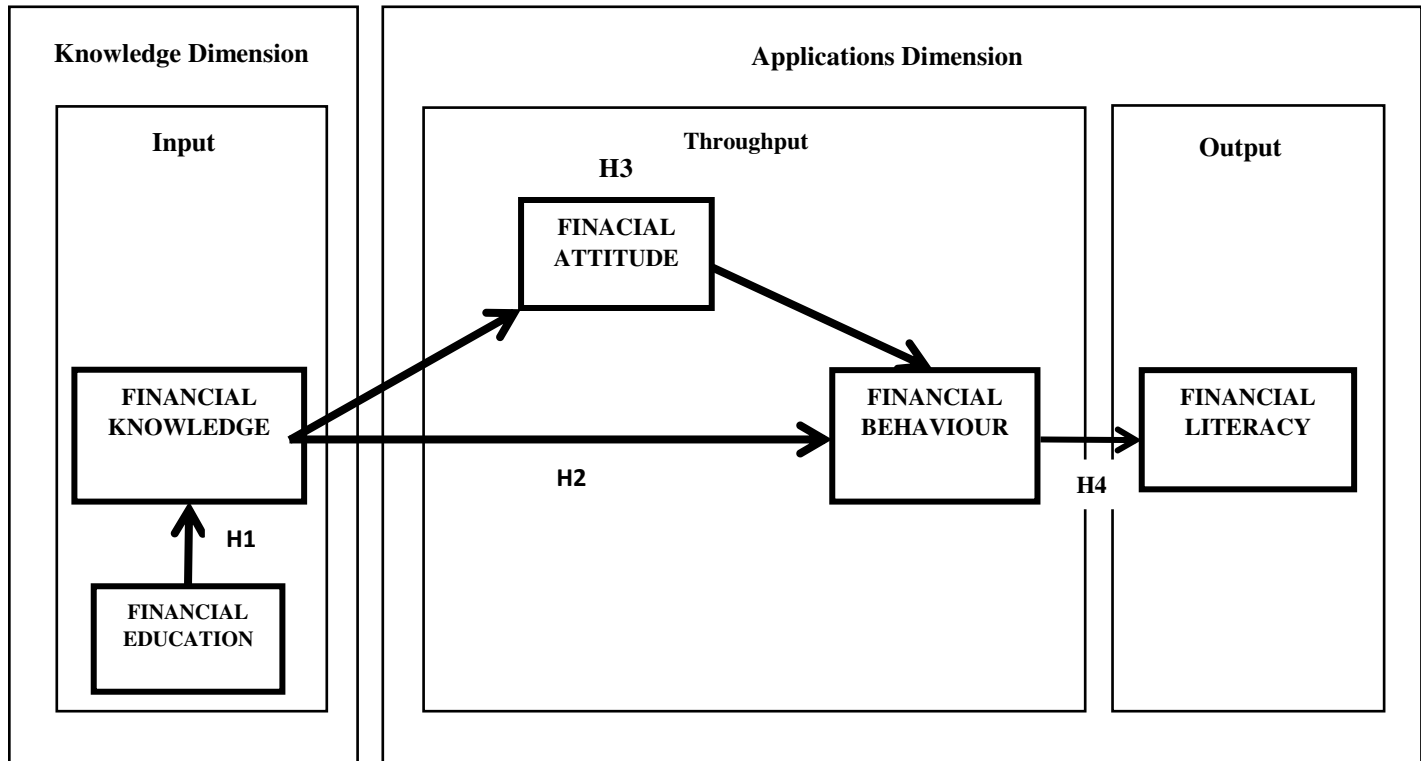 Knowledge Dimension
Applications Dimension
Input
Throughput
Output
H3
FINACIAL
ATTITUDE
FINANCIAL
KNOWLEDGE
FINANCIAL
BEHAVIOUR
FINANCIAL
LITERACY
H2
H4
H1
FINANCIAL
EDUCATION